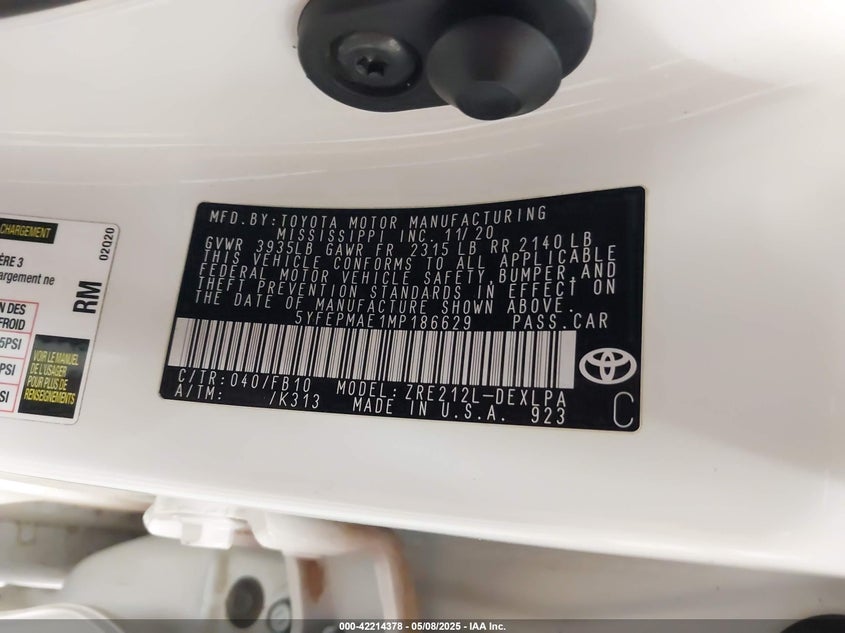 CHARGEMENT
02020
ÈRE 3
argement ne
RM
N DES
FROID
5PSI
PSI
SI
VOIR LE MANUEL
DU PROPRIÉTAIRE
POUR PLUS DE
RENSEIGNEMENTS
MFD. BY: TOYOTA MOTOR MANUFACTURING
MISSISSIPPI INC. 11/20
GVWR 3935LB GAWR FR 2315 LB RR 2140 LB
THIS VEHICLE CONFORMS TO ALL APPLICABLE
FEDERAL MOTOR VEHICLE SAFETY, BUMPER, AND
THEFT PREVENTION STANDARDS IN EFFECT ON
THE DATE OF MANUFACTURE SHOWN ABOVE.
5YFEPMAE1MP186629 PASS. CAR
C/TR: 040/FB10 MODEL: ZRE212L-DEXLPA
A/TM: /K313 MADE IN U.S.A. 923
C
000-42214378 - 05/08/2025 - IAA Inc.